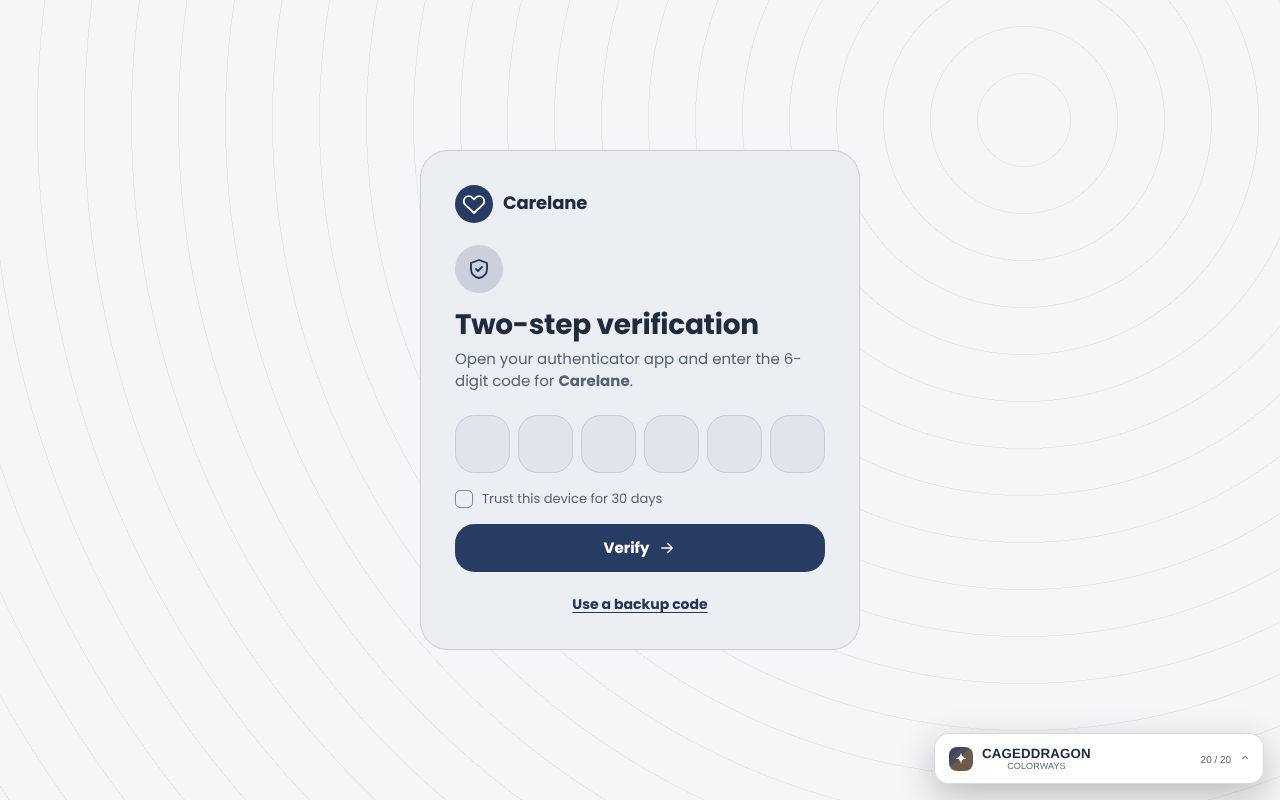 Carelane
Two-step verification
Open your authenticator app and enter the 6-
digit code for Carelane.
Trust this device for 30 days
Verify →
Use a backup code
CAGEDDRAGON
COLORWAYS
20 / 20